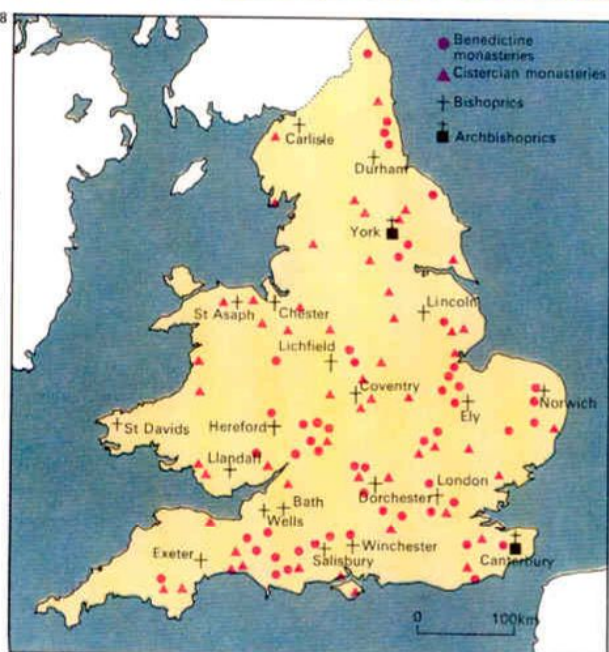 8
Benedictine
monasteries
Cistercian monasteries
Bishoprics
Archbishoprics
Carlisle
Durham
York
Lincoln
St Asaph
Chester
Lichfield
Coventry
Norwich
Ely
St Davids
Hereford
Llandaff
London
Dorchester
Bath
Wells
Exeter
Salisbury
Winchester
Canterbury
0
100km